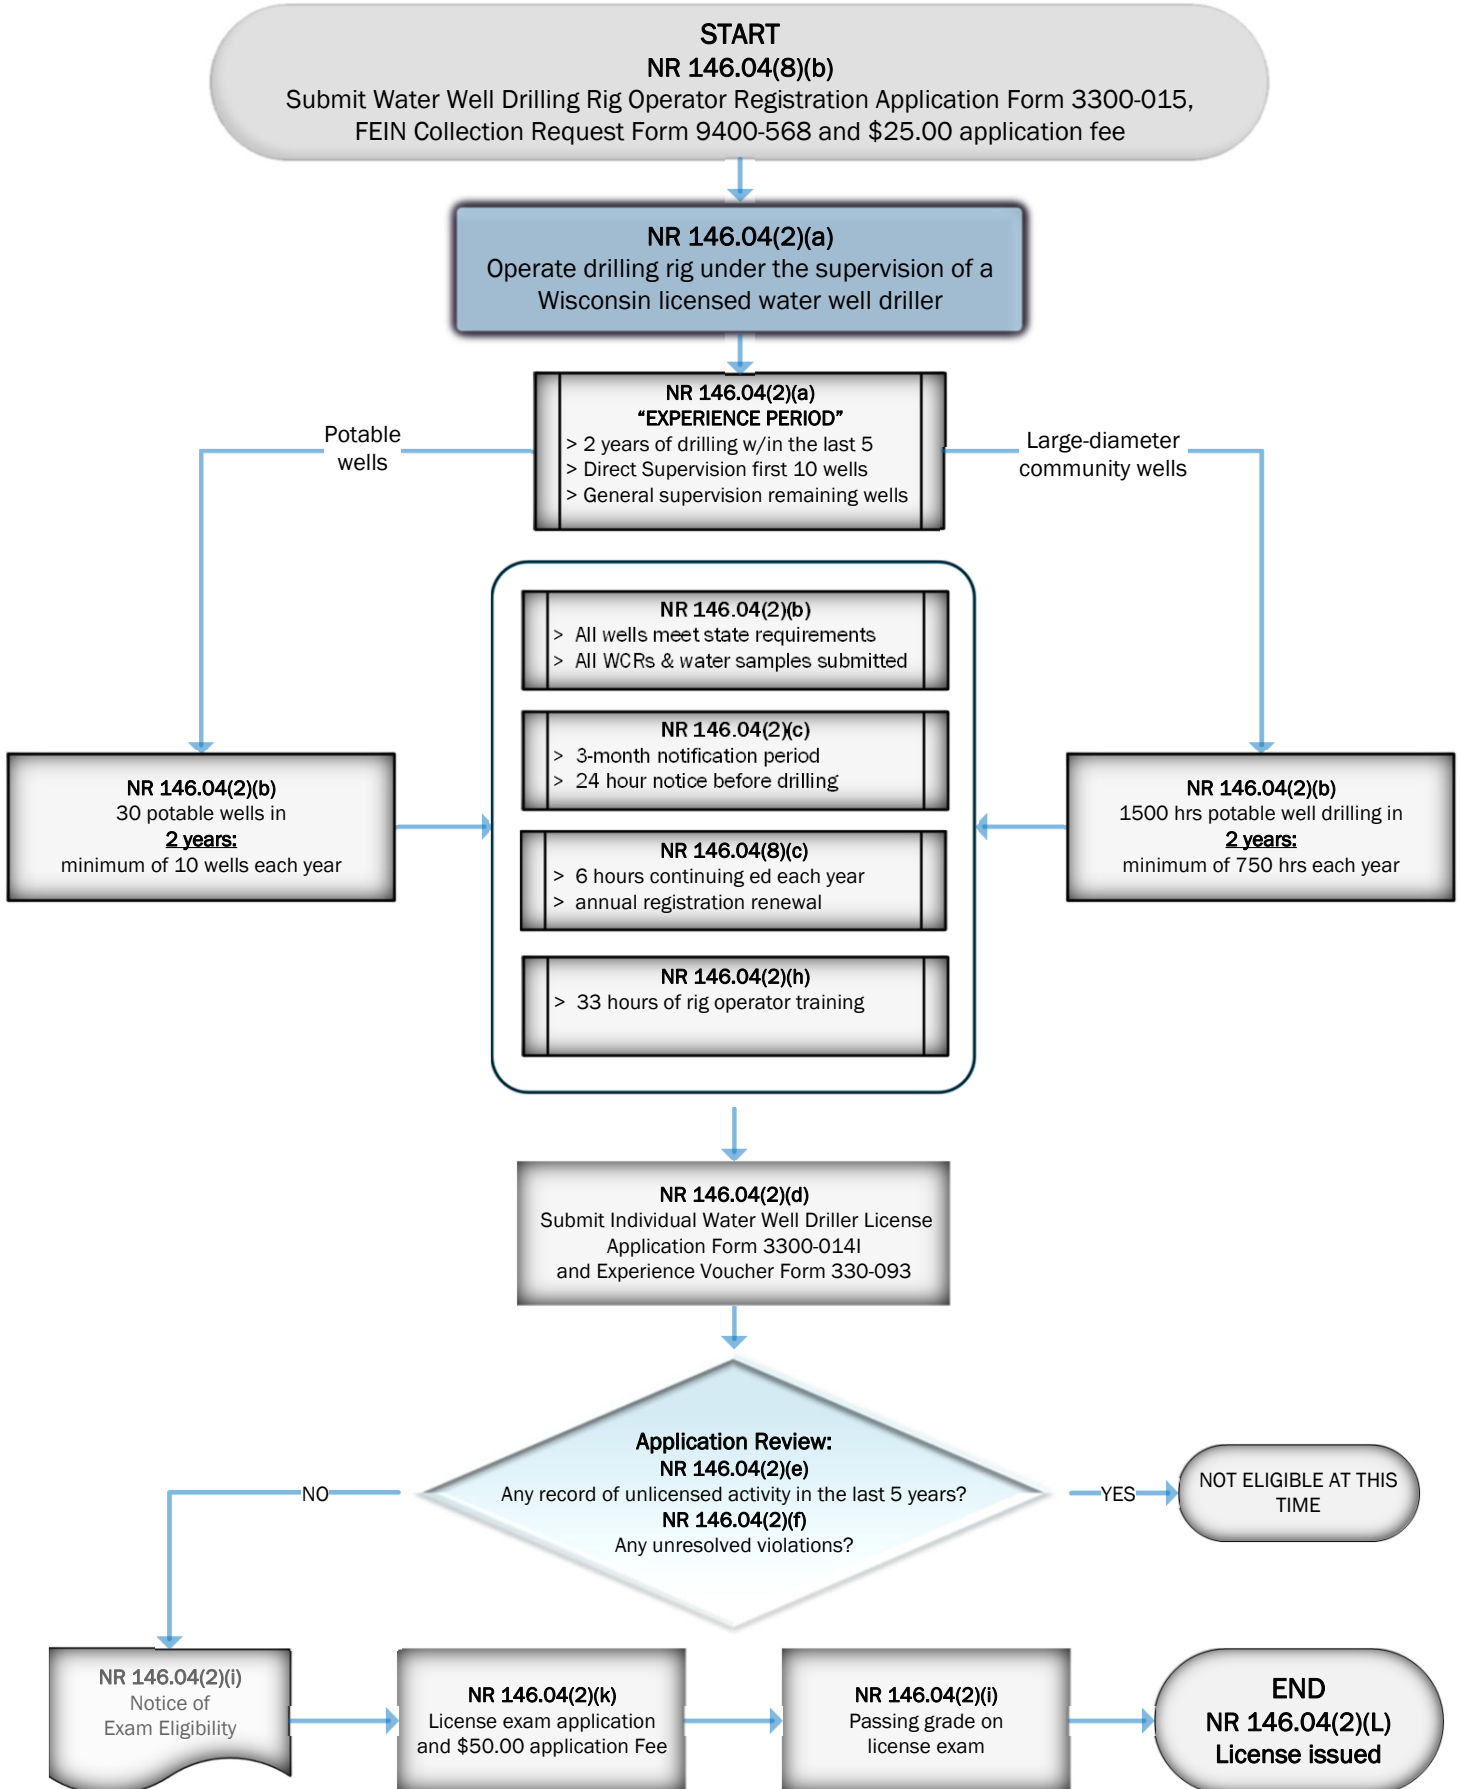 START
NR 146.04(8)(b)
Submit Water Well Drilling Rig Operator Registration Application Form 3300-015,
FEIN Collection Request Form 9400-568 and $25.00 application fee
NR 146.04(2)(a)
Operate drilling rig under the supervision of a
Wisconsin licensed water well driller
NR 146.04(2)(a)
“EXPERIENCE PERIOD”
> 2 years of drilling w/in the last 5
> Direct Supervision first 10 wells
> General supervision remaining wells
Potable
wells
Large-diameter
community wells
NR 146.04(2)(b)
30 potable wells in
2 years:
minimum of 10 wells each year
NR 146.04(2)(b)
> All wells meet state requirements
> All WCRs & water samples submitted
NR 146.04(2)(c)
> 3-month notification period
> 24 hour notice before drilling
NR 146.04(8)(c)
> 6 hours continuing ed each year
> annual registration renewal
NR 146.04(2)(h)
> 33 hours of rig operator training
NR 146.04(2)(b)
1500 hrs potable well drilling in
2 years:
minimum of 750 hrs each year
NR 146.04(2)(d)
Submit Individual Water Well Driller License
Application Form 3300-014I
and Experience Voucher Form 330-093
Application Review:
NR 146.04(2)(e)
Any record of unlicensed activity in the last 5 years?
NR 146.04(2)(f)
Any unresolved violations?
NO
YES
NOT ELIGIBLE AT THIS
TIME
NR 146.04(2)(i)
Notice of
Exam Eligibility
NR 146.04(2)(k)
License exam application
and $50.00 application Fee
NR 146.04(2)(i)
Passing grade on
license exam
END
NR 146.04(2)(L)
License issued